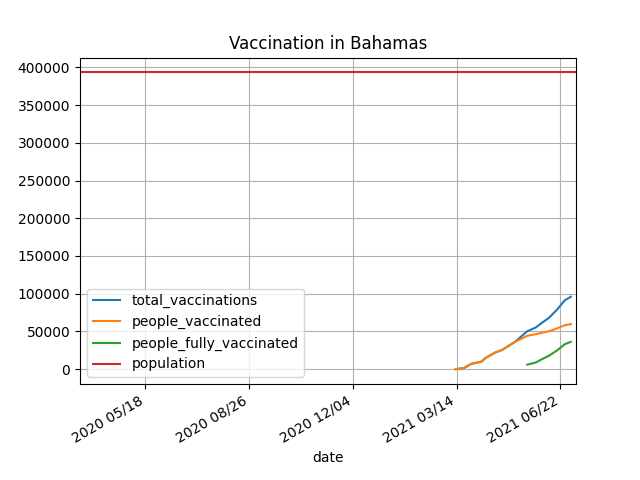 Vaccination in Bahamas
400000
350000
300000
250000
200000
150000
100000
50000
0
total_vaccinations
people_vaccinated
people_fully_vaccinated
population
2020 05/18
2020 08/26
2020 12/04
2021 03/14
2021 06/22
date